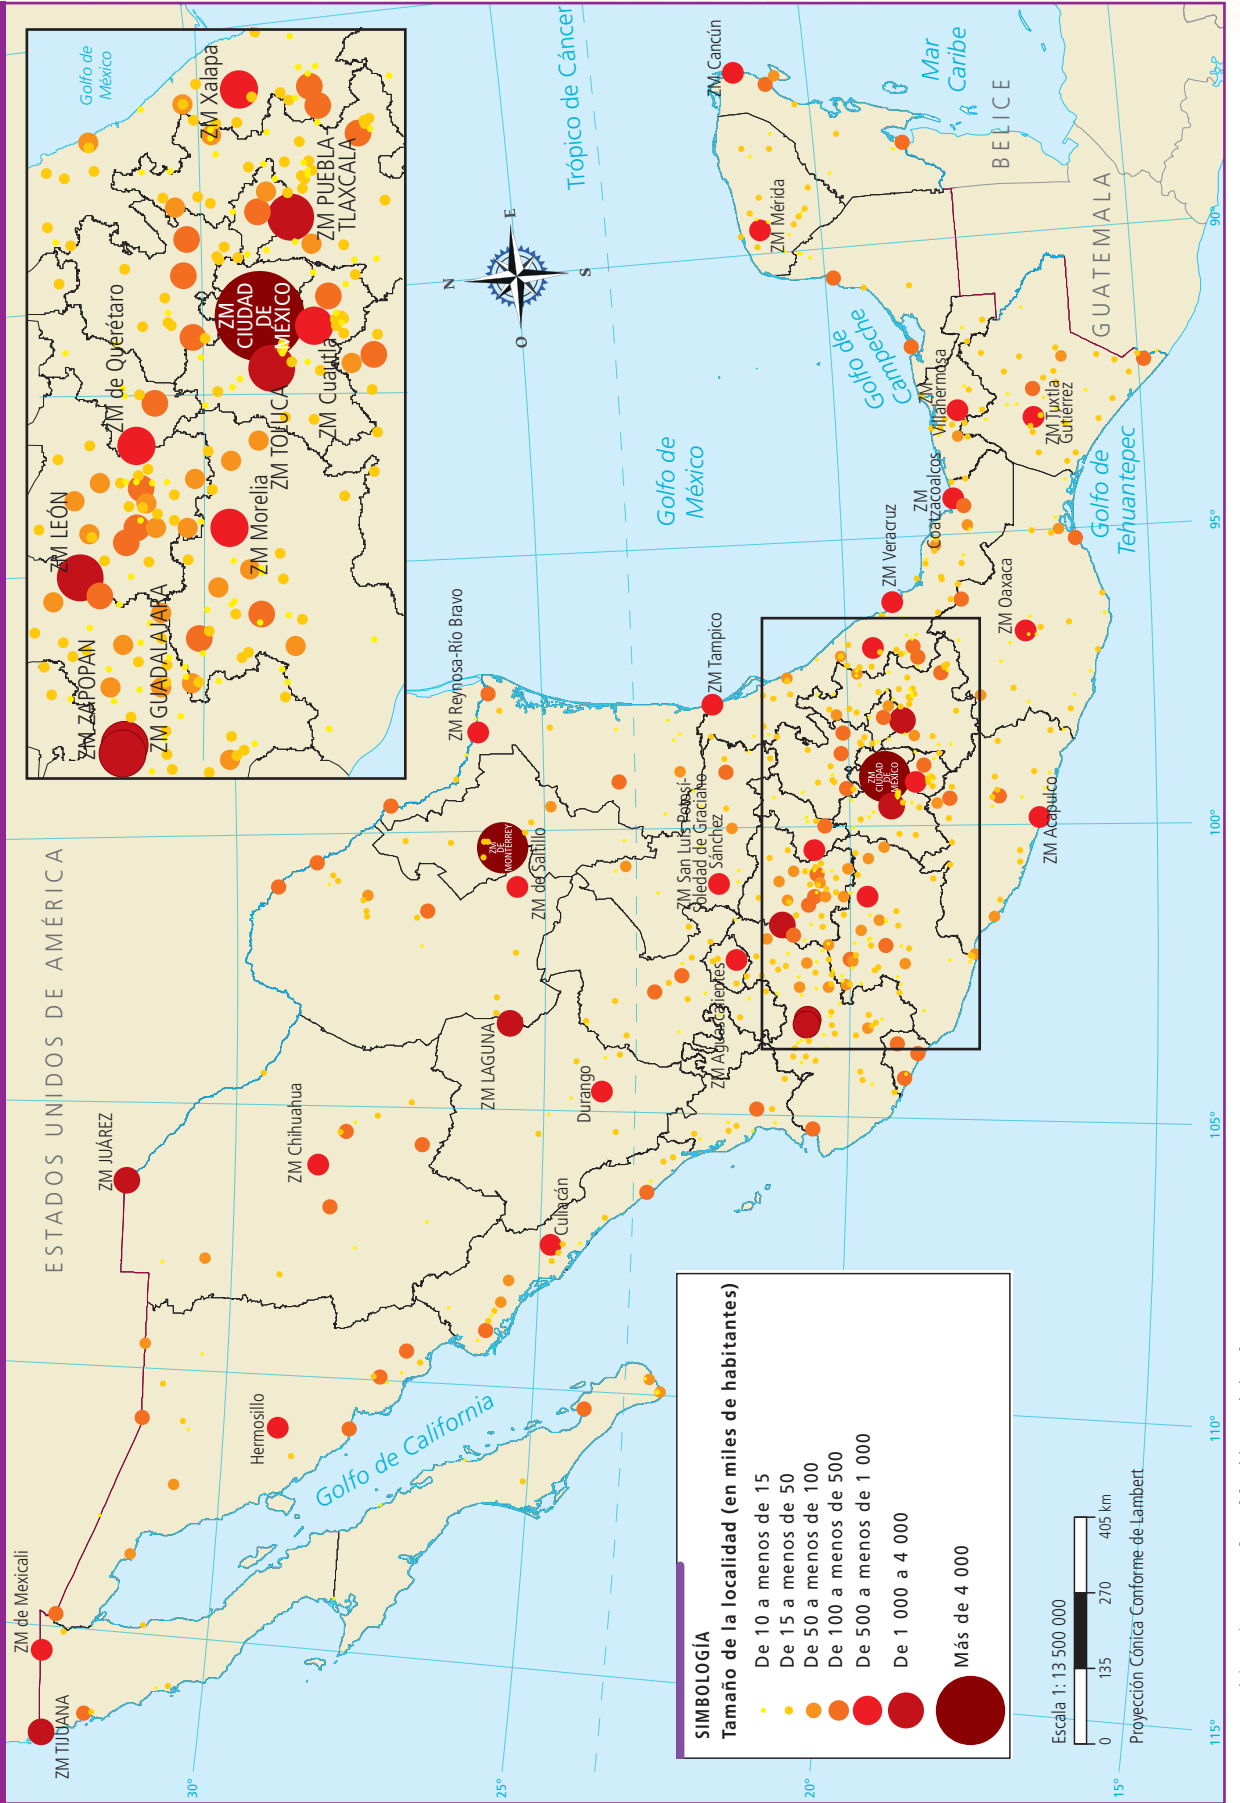 ESTADOS UNIDOS DE AMÉRICA
ZM TIJUANA
ZM de Mexicali
Hermosillo
ZM JUÁREZ
ZM Chihuahua
Culiacán
Durango
ZM LAGUNA
ZM
DE
MONTERREY
ZM de Saltillo
ZM Reynosa-Río Bravo
ZM Tampico
ZM San Luis Potosí-
Soledad de Graciano
Sánchez
ZM Aguascalientes
ZM
CIUDAD
DE
MÉXICO
ZM Acapulco
ZM Oaxaca
ZM Veracruz
ZM
Coatzacoalcos
ZM
Villahermosa
ZM Tuxtla
Gutiérrez
ZM Mérida
ZM Cancún
Golfo de California
Golfo de
México
Golfo de
Campeche
Golfo de
Tehuantepec
Mar
Caribe
BELICE
GUATEMALA
Trópico de Cáncer
N
E
S
O
Golfo de
México
ZM ZAPOPAN
ZM GUADALAJARA
ZM LEÓN
ZM de Querétaro
ZM Morelia
ZM TOLUCA
ZM
CIUDAD
DE
MÉXICO
ZM Cuautla
ZM PUEBLA
TLAXCALA
ZM Xalapa
30°
25°
20°
15°
115°
110°
105°
100°
95°
90°
SIMBOLOGÍA
Tamaño de la localidad (en miles de habitantes)
De 10 a menos de 15
De 15 a menos de 50
De 50 a menos de 100
De 100 a menos de 500
De 500 a menos de 1 000
De 1 000 a 4 000
Más de 4 000
Escala 1: 13 500 000
0 135 270 405 km
Proyección Cónica Conforme de Lambert